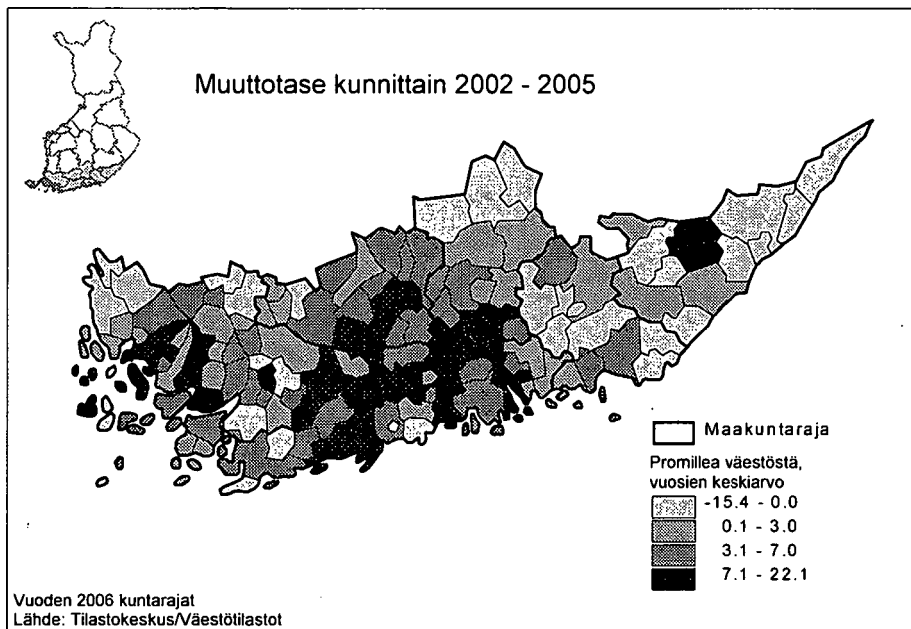 Muuttotase kunnittain 2002 - 2005
Maakuntaraja
Promillea väestöstä,
vuosien keskiarvo
-15.4 - 0.0
0.1 - 3.0
3.1 - 7.0
7.1 - 22.1
Vuoden 2006 kuntarajat
Lähde: Tilastokeskus/Väestötilastot